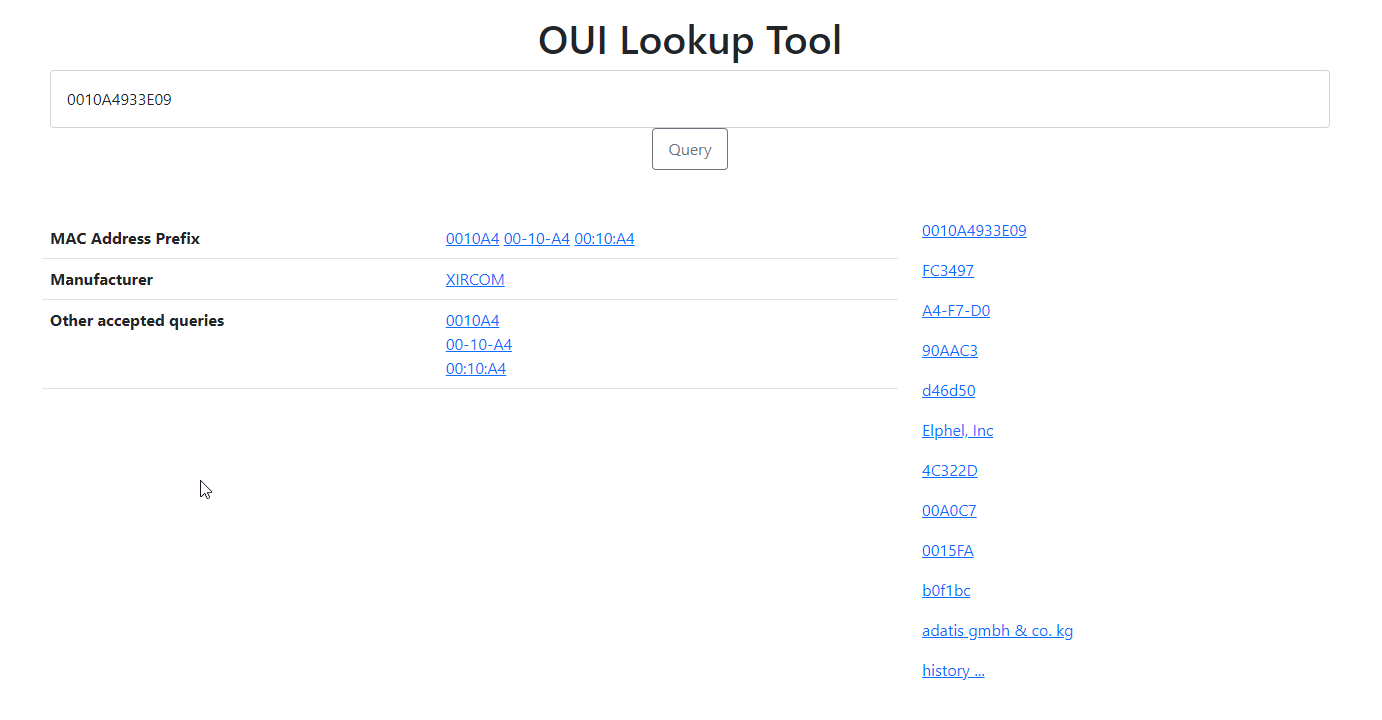 OUI Lookup Tool
0010A4933E09
Query
MAC Address Prefix 0010A4 00-10-A4 00:10:A4
Manufacturer XIRCOM
Other accepted queries 0010A4
00-10-A4
00:10:A4
0010A4933E09
FC3497
A4-F7-D0
90AAC3
d46d50
Elphel, Inc
4C322D
00A0C7
0015FA
b0f1bc
adatis gmbh & co. kg
history ...